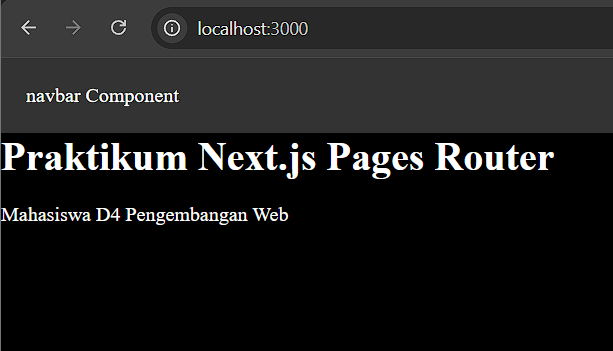 localhost:3000
navbar Component
Praktikum Next.js Pages Router
Mahasiswa D4 Pengembangan Web